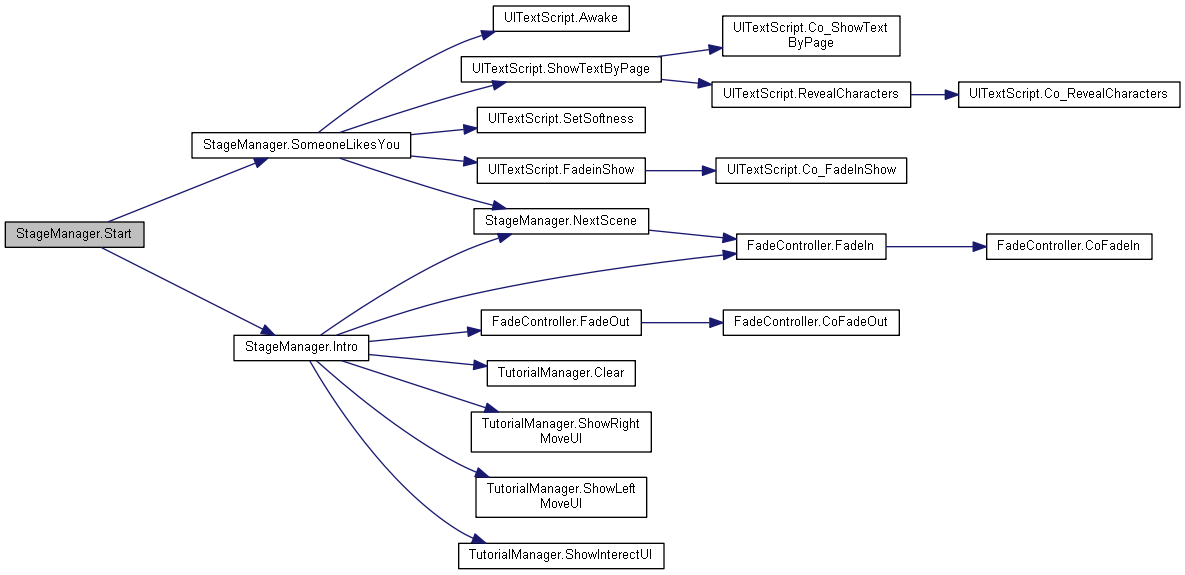 StageManager.Start
StageManager.SomeoneLikesYou
UITextScript.Awake
UITextScript.ShowTextByPage
UITextScript.Co_ShowText
ByPage
UITextScript.RevealCharacters
UITextScript.Co_RevealCharacters
UITextScript.SetSoftness
UITextScript.FadeinShow
UITextScript.Co_FadeInShow
StageManager.NextScene
FadeController.FadeIn
FadeController.CoFadeIn
StageManager.Intro
FadeController.FadeOut
FadeController.CoFadeOut
TutorialManager.Clear
TutorialManager.ShowRight
MoveUI
TutorialManager.ShowLeft
MoveUI
TutorialManager.ShowInterectUI